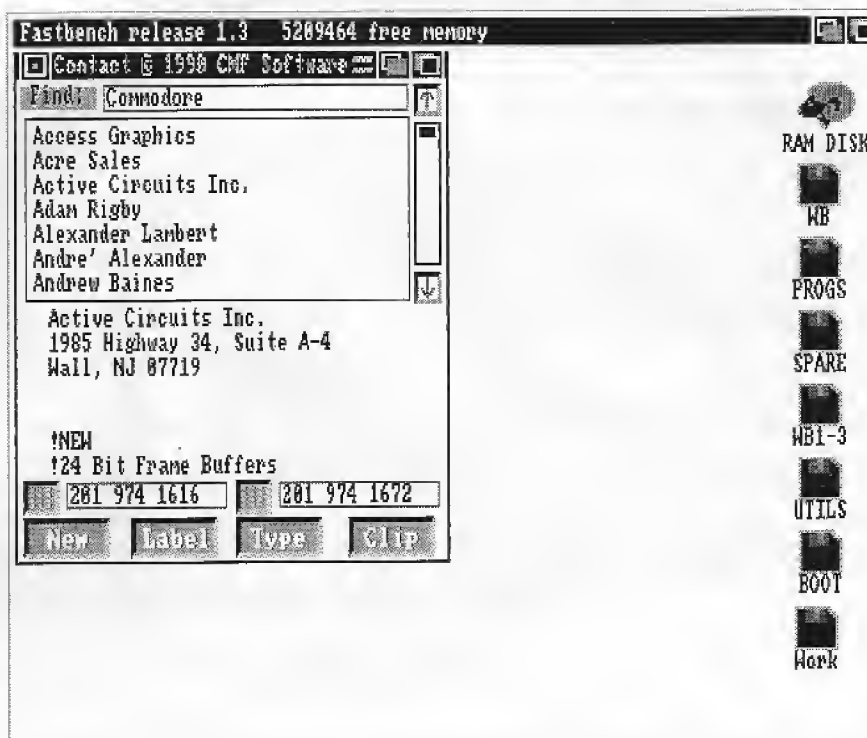 Fastbench release 1.3 5209464 free memory
Contact © 1990 CMF Software
Find: Commodore
Access Graphics
Acre Sales
Active Circuits Inc.
Adam Rigby
Alexander Lambert
Andre' Alexander
Andrew Baines
Active Circuits Inc.
1985 Highway 34, Suite A-4
Wall, NJ 07719
!NEW
!24 Bit Frame Buffers
201 974 1616 201 974 1672
New Label Type Clip
RAM DISK
WB
PROGS
SPARE
WB1-3
UTILS
BOOT
Work